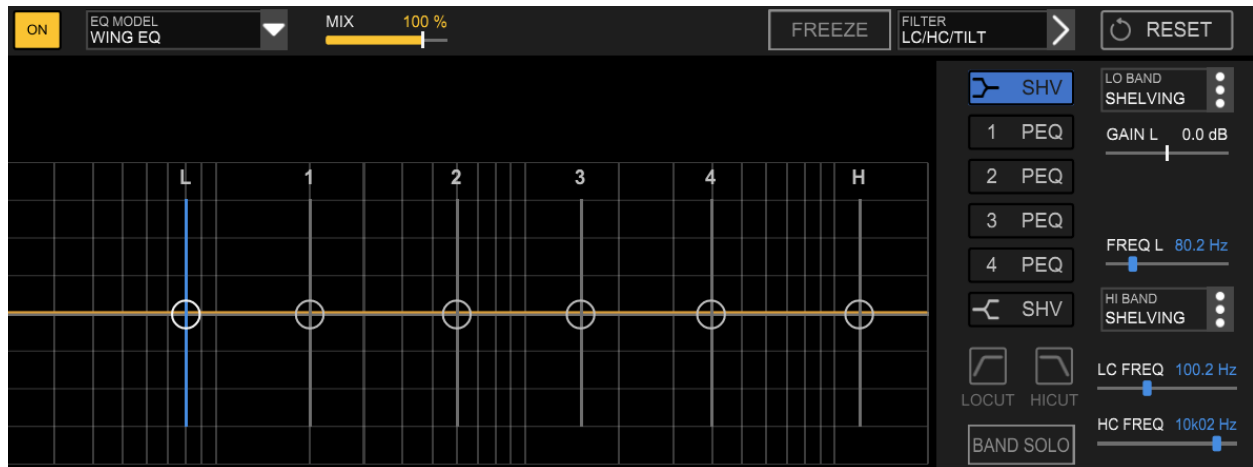 ON
EQ MODEL
WING EQ
MIX 100 %
FREEZE
FILTER
LC/HC/TILT
RESET
L 1 2 3 4 H
SHV
1 PEQ
2 PEQ
3 PEQ
4 PEQ
SHV
LOCUT HICUT
BAND SOLO
LO BAND
SHELVING
GAIN L 0.0 dB
FREQ L 80.2 Hz
HI BAND
SHELVING
LC FREQ 100.2 Hz
HC FREQ 10k02 Hz